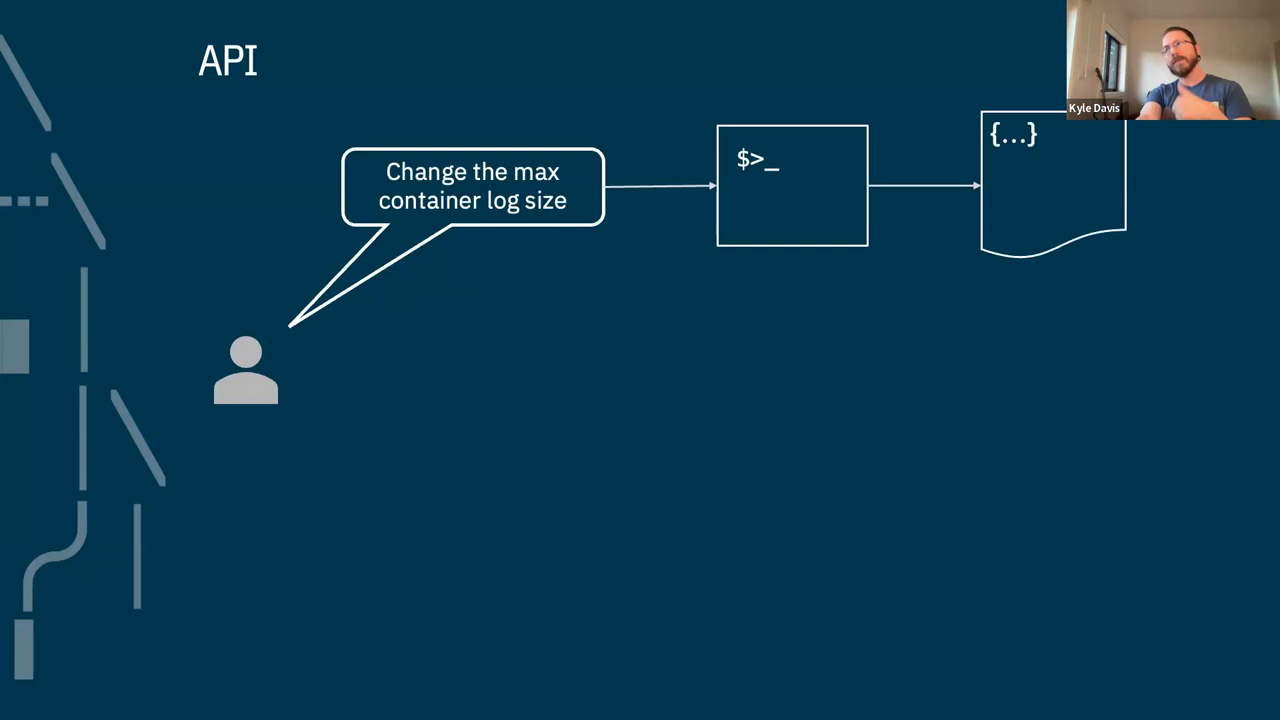 API
Kyle Davis
Change the max
container log size
$>_
{...}